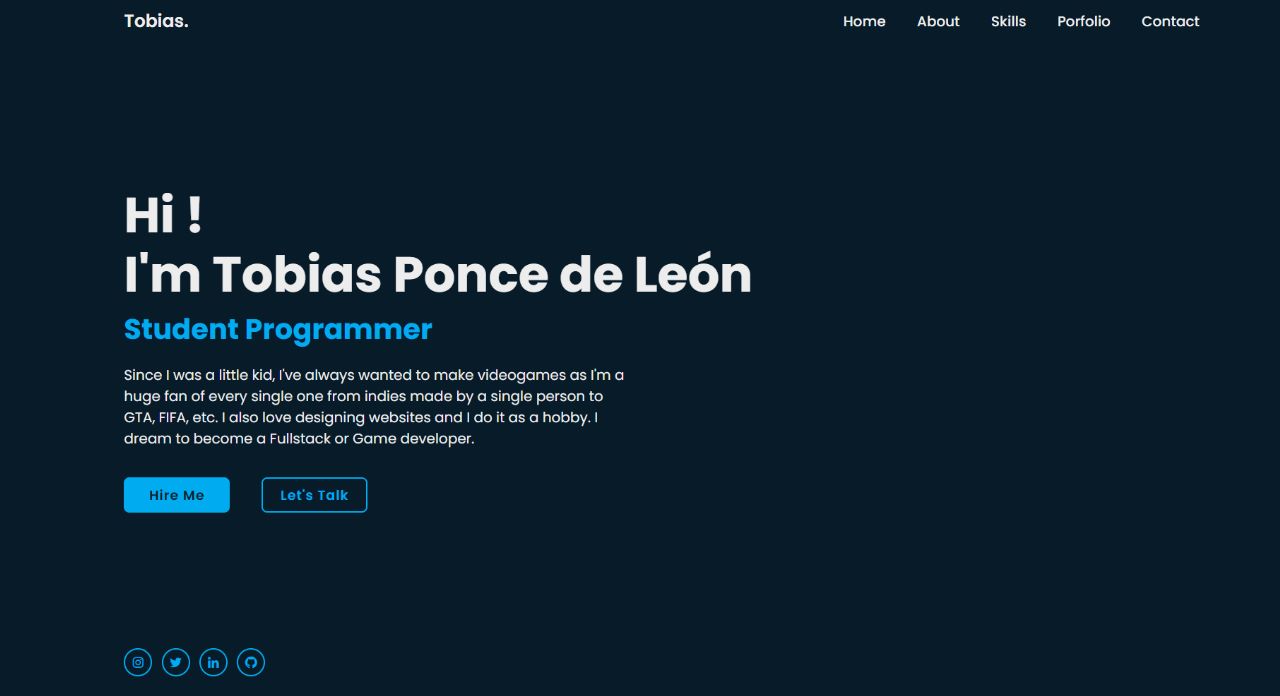 Tobias.
Home About Skills Porfolio Contact
Hi !
I'm Tobias Ponce de León
Student Programmer
Since I was a little kid, I've always wanted to make videogames as I'm a
huge fan of every single one from indies made by a single person to
GTA, FIFA, etc. I also love designing websites and I do it as a hobby. I
dream to become a Fullstack or Game developer.
Hire Me
Let's Talk